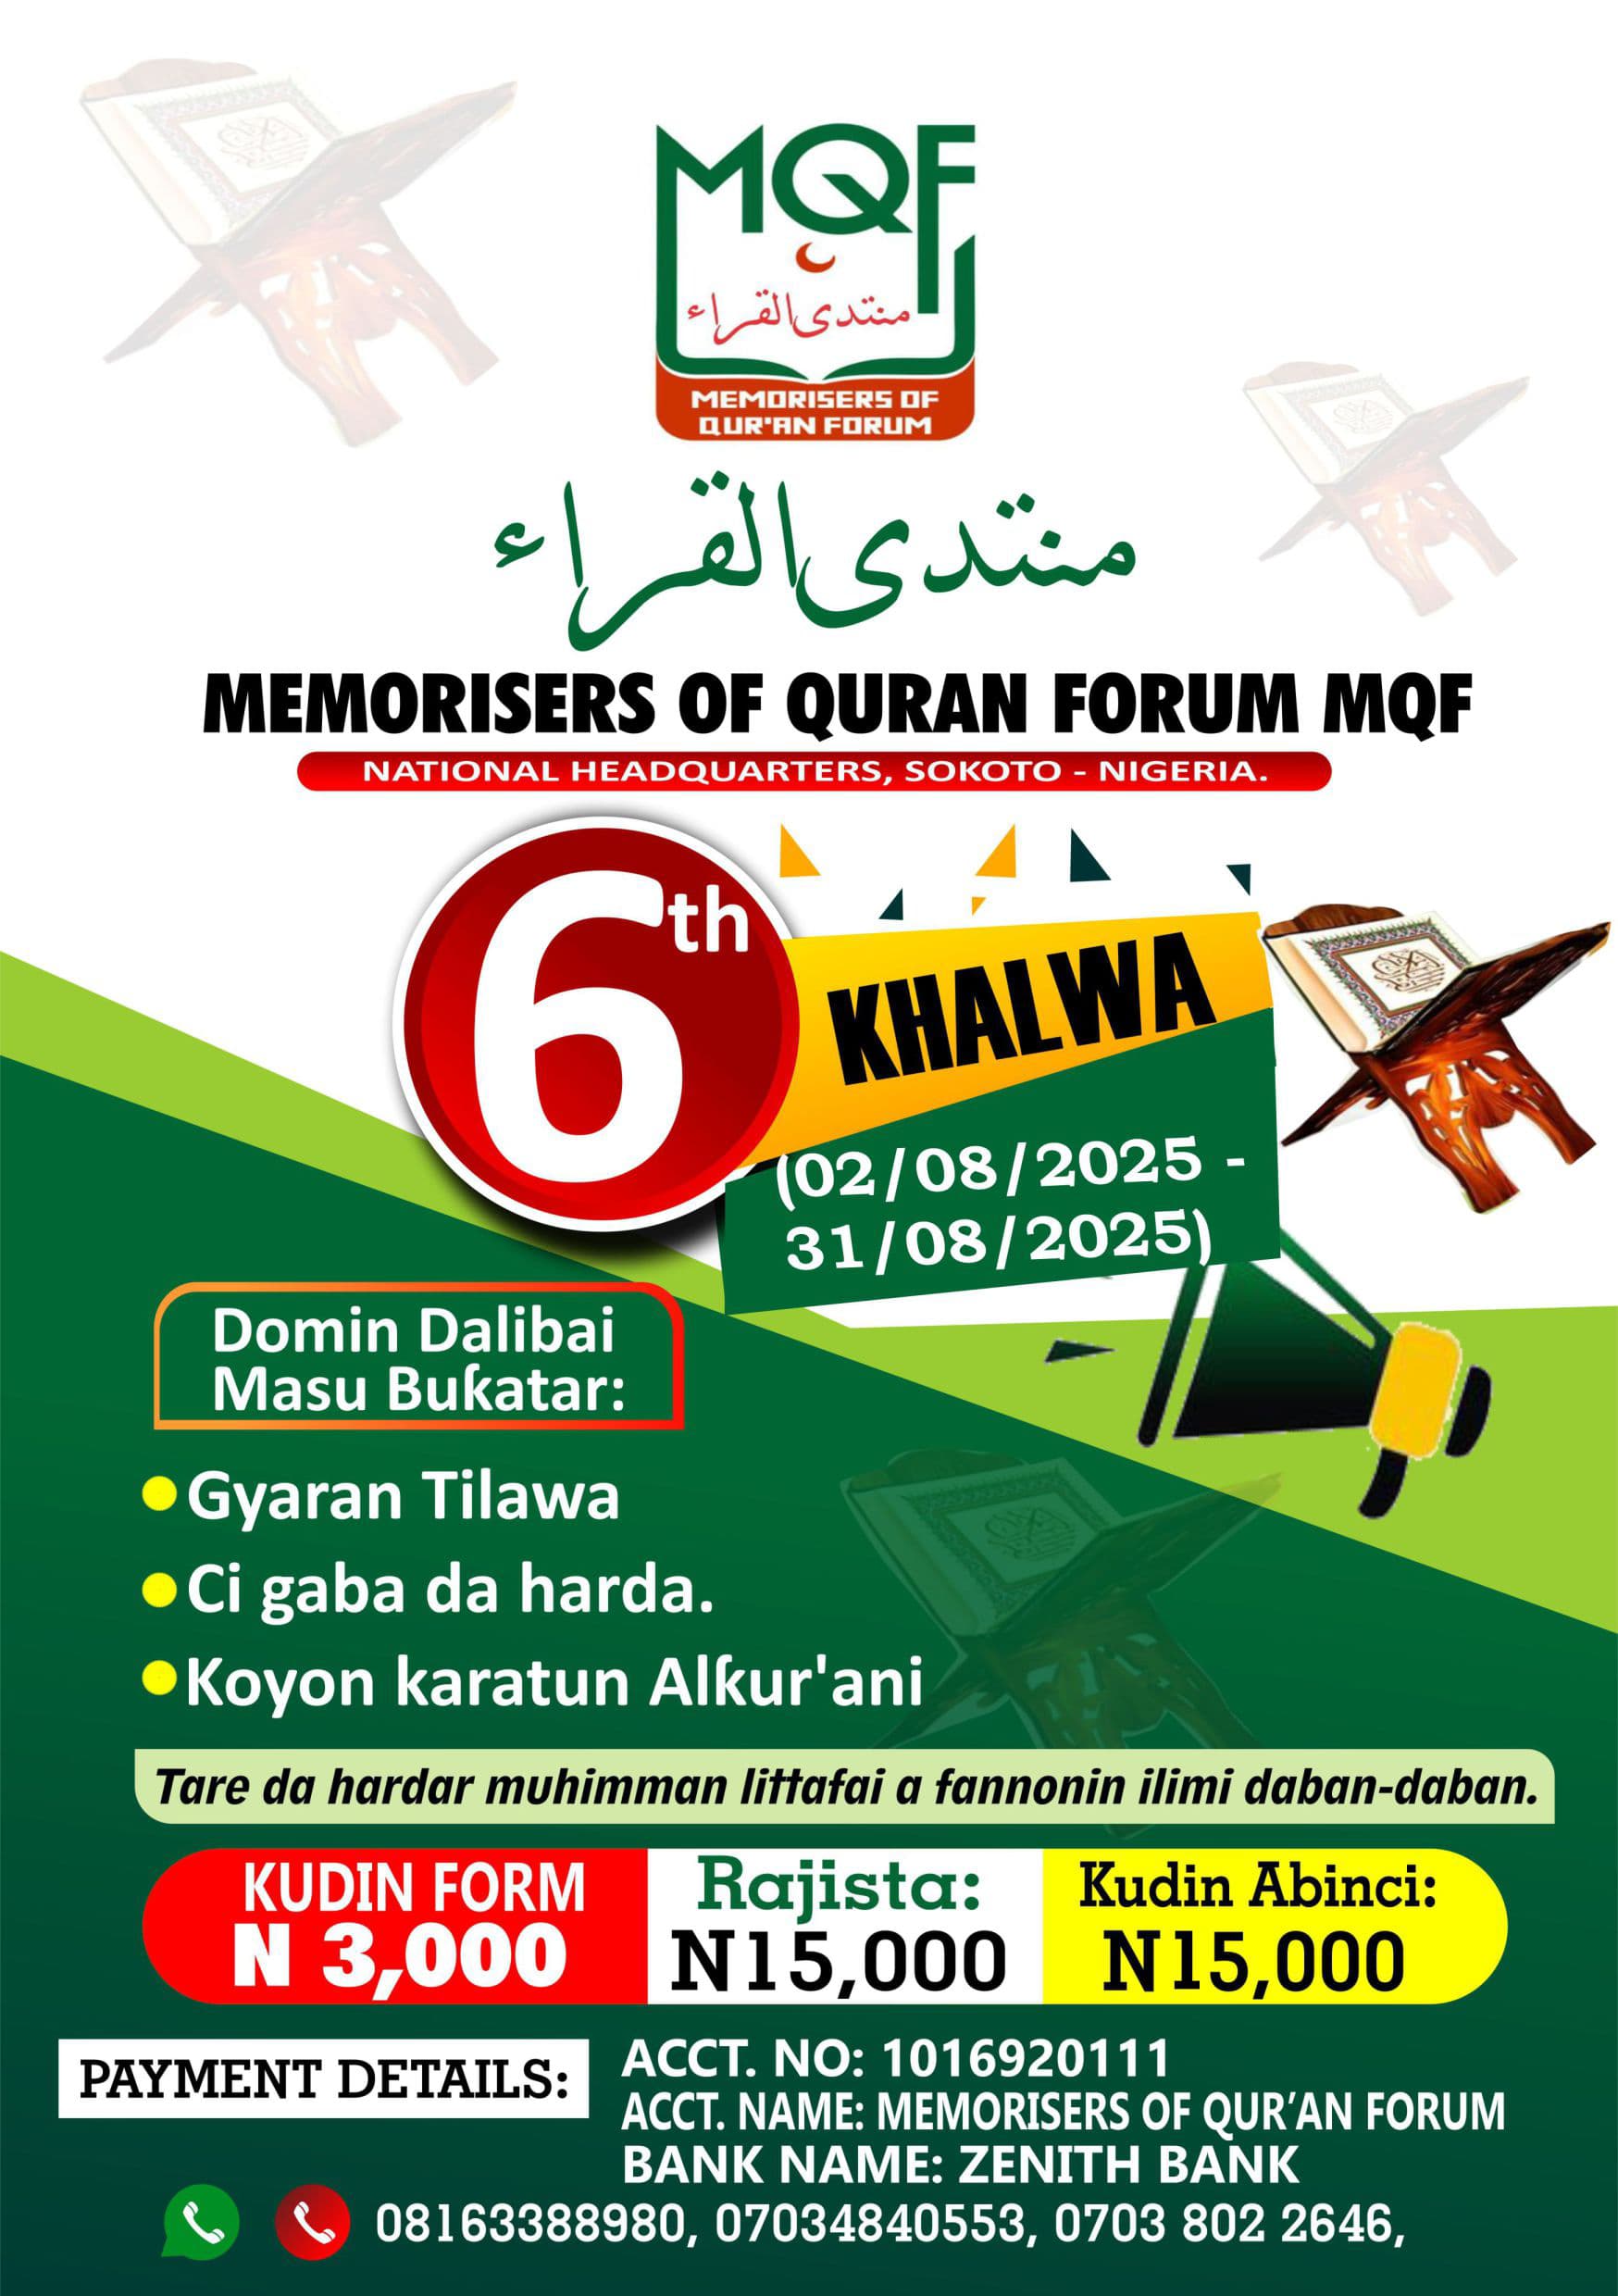 MQF
منتدى القراء
MEMORISERS OF
QUR'AN FORUM
منتدى القراء
MEMORISERS OF QURAN FORUM MQF
NATIONAL HEADQUARTERS, SOKOTO - NIGERIA.
6th
KHALWA
(02/08/2025 -
31/08/2025)
Domin Dalibai
Masu Buƙatar:
Gyaran Tilawa
Ci gaba da harda.
Koyon karatun Alƙur'ani
Tare da hardar muhimman littafai a fannonin ilimi daban-daban.
KUDIN FORM
N 3,000
Rajista:
N15,000
Kudin Abinci:
N15,000
PAYMENT DETAILS:
ACCT. NO: 1016920111
ACCT. NAME: MEMORISERS OF QUR’AN FORUM
BANK NAME: ZENITH BANK
08163388980, 07034840553, 0703 802 2646,